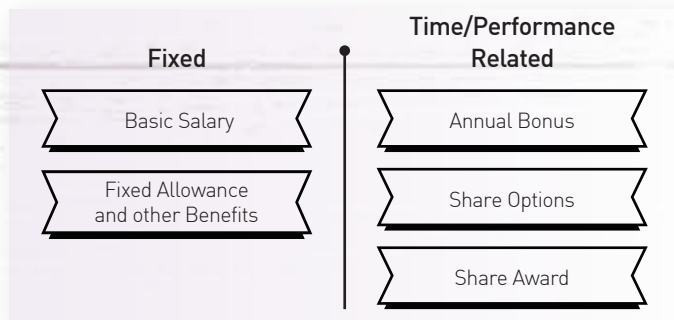 Fixed
Basic Salary
Fixed Allowance
and other Benefits
Time/Performance
Related
Annual Bonus
Share Options
Share Award